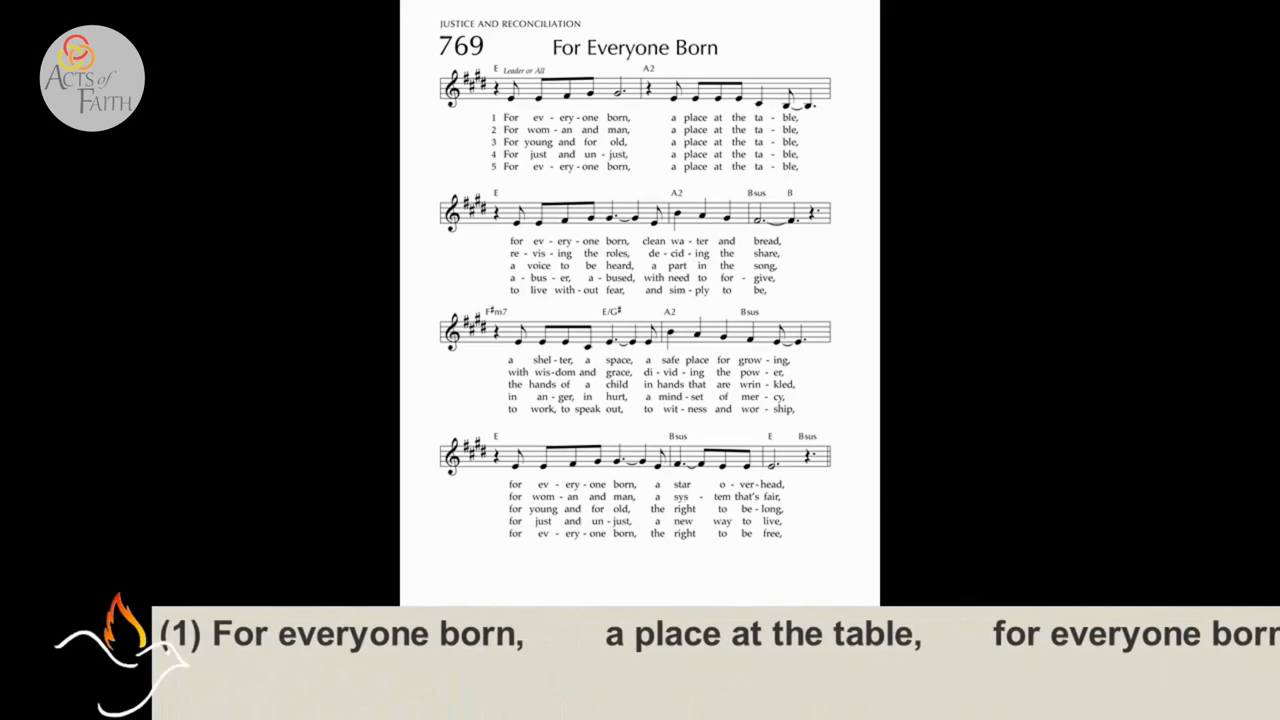 ACTS of
FAITH
JUSTICE AND RECONCILIATION
769 For Everyone Born
E Leader or All A2
1 For ev - ery - one born, a place at the ta - ble,
2 For wom - an and man, a place at the ta - ble,
3 For young and for old, a place at the ta - ble,
4 For just and un - just, a place at the ta - ble,
5 For ev - ery - one born, a place at the ta - ble,
E A2 Bsus B
for ev - ery - one born, clean wa - ter and bread,
re - vis - ing the roles, de - cid - ing the share,
a voice to be heard, a part in the song,
a - bus - er, a - bused, with need to for - give,
to live with - out fear, and sim - ply to be,
F#m7 E/G# A2 Bsus
a shel - ter, a space, a safe place for grow - ing,
with wis - dom and grace, di - vid - ing the pow - er,
the hands of a child in hands that are wrin - kled,
in an - ger, in hurt, a mind - set of mer - cy,
to work, to speak out, to wit - ness and wor - ship,
E Bsus E Bsus
for ev - ery - one born, a star o - ver - head,
for wom - an and man, a sys - tem that's fair,
for young and for old, the right to be - long,
for just and un - just, a new way to live,
for ev - ery - one born, the right to be free,
(1) For everyone born, a place at the table, for everyone born